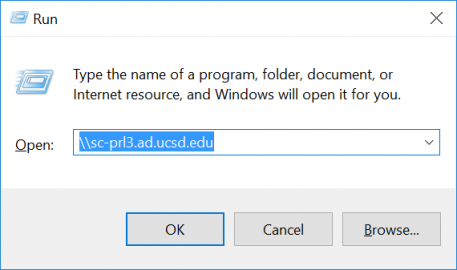 Run
Type the name of a program, folder, document, or
Internet resource, and Windows will open it for you.
Open: \\sc-prl3.ad.ucsd.edu
OK Cancel Browse...